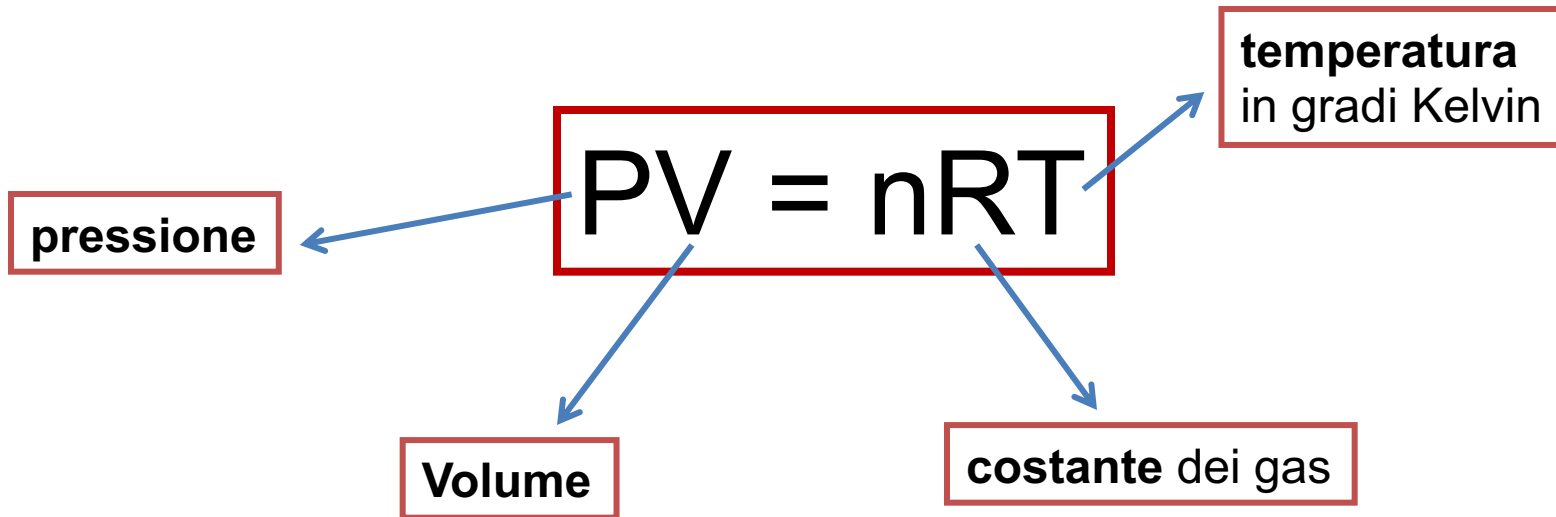 temperatura
in gradi Kelvin
PV = nRT
pressione
Volume
costante dei gas